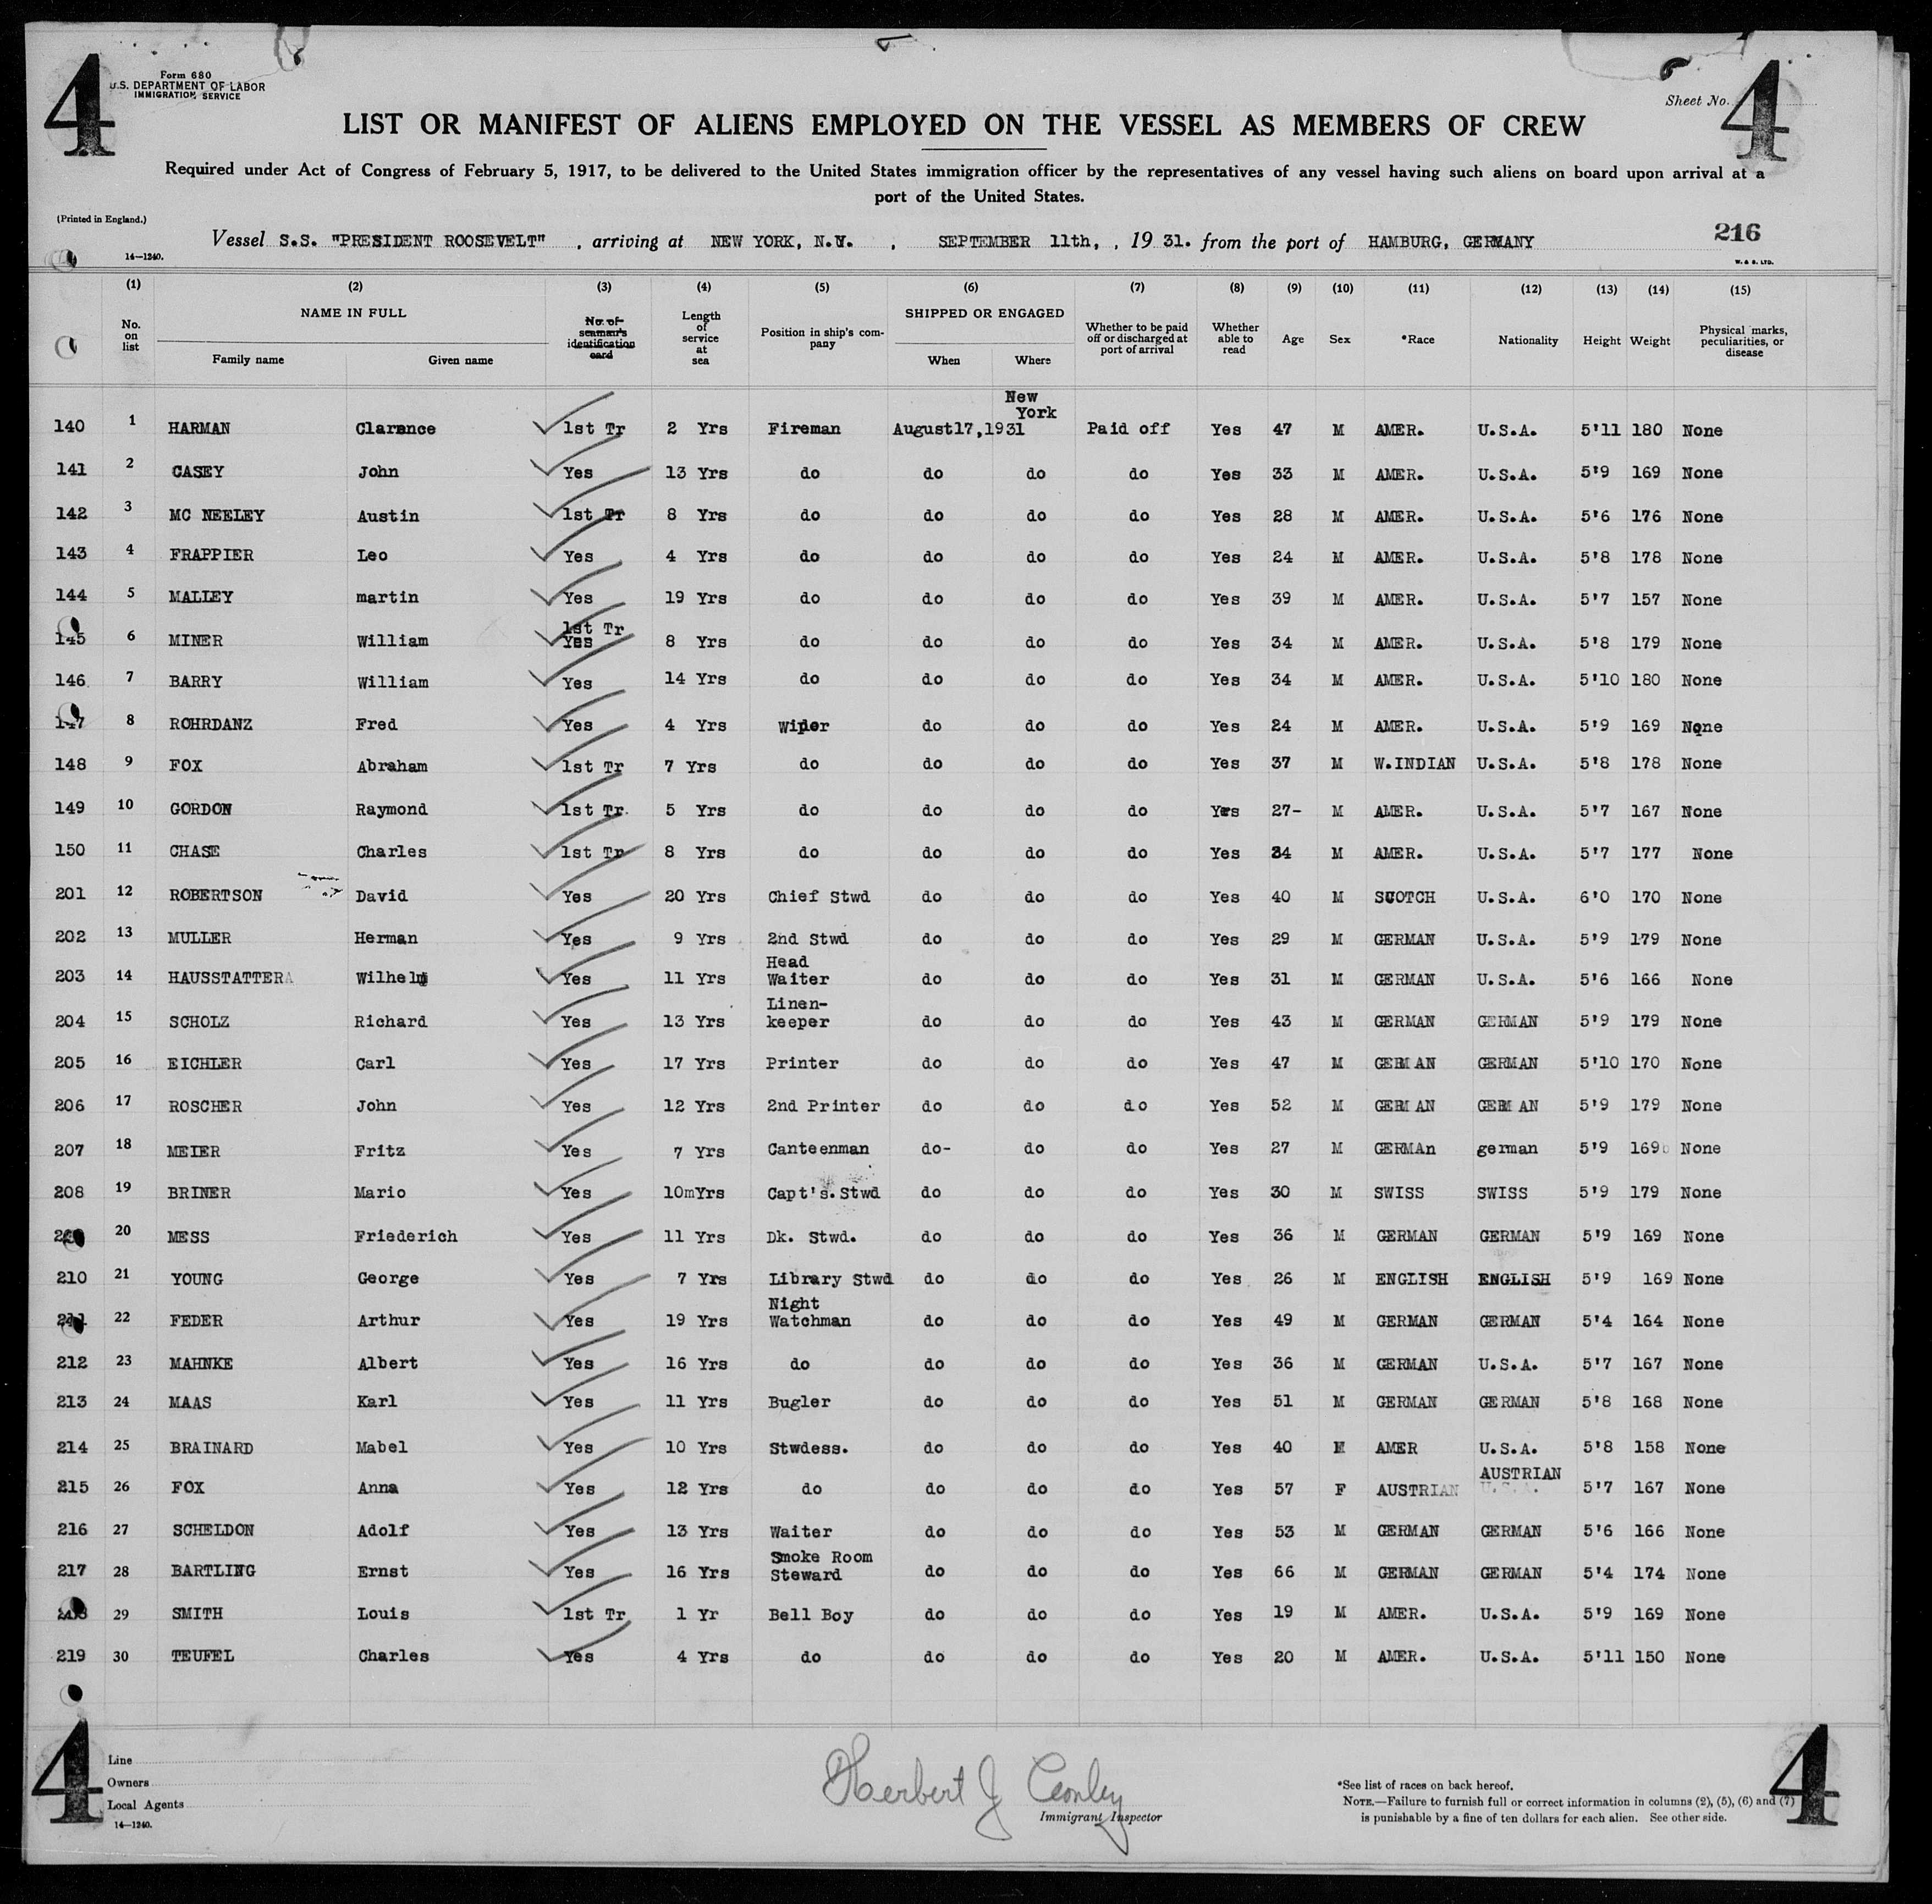 4
Form 680
U.S. DEPARTMENT OF LABOR
IMMIGRATION SERVICE
Sheet No. 4
LIST OR MANIFEST OF ALIENS EMPLOYED ON THE VESSEL AS MEMBERS OF CREW
Required under Act of Congress of February 5, 1917, to be delivered to the United States immigration officer by the representatives of any vessel having such aliens on board upon arrival at a
port of the United States.
(Printed in England.)
Vessel S.S. "PRESIDENT ROOSEVELT" , arriving at NEW YORK, N.Y. , SEPTEMBER 11th, , 19 31. from the port of HAMBURG, GERMANY
216
14—1240.
W. & S. LTD.
(1) (2) (3) (4) (5) (6) (7) (8) (9) (10) (11) (12) (13) (14) (15)
No. on list NAME IN FULL Family name Given name No. of seaman's identification card Length of service at sea Position in ship's company SHIPPED OR ENGAGED When Where Whether to be paid off or discharged at port of arrival Whether able to read Age Sex *Race Nationality Height Weight Physical marks, peculiarities, or disease
140 1 HARMAN Clarence 1st Tr 2 Yrs Fireman August17,1931 New York Paid off Yes 47 M AMER. U.S.A. 5'11 180 None
141 2 CASEY John Yes 13 Yrs do do do do Yes 33 M AMER. U.S.A. 5'9 169 None
142 3 MC NEELEY Austin 1st Tr 8 Yrs do do do do Yes 28 M AMER. U.S.A. 5'6 176 None
143 4 FRAPPIER Leo Yes 4 Yrs do do do do Yes 24 M AMER. U.S.A. 5'8 178 None
144 5 MALLEY martin Yes 19 Yrs do do do do Yes 39 M AMER. U.S.A. 5'7 157 None
145 6 MINER William 1st Tr Yes 8 Yrs do do do do Yes 34 M AMER. U.S.A. 5'8 179 None
146 7 BARRY William Yes 14 Yrs do do do do Yes 34 M AMER. U.S.A. 5'10 180 None
147 8 ROHRDANZ Fred Yes 4 Yrs Wiper do do do Yes 24 M AMER. U.S.A. 5'9 169 None
148 9 FOX Abraham 1st Tr 7 Yrs do do do do Yes 37 M W.INDIAN U.S.A. 5'8 178 None
149 10 GORDON Raymond 1st Tr. 5 Yrs do do do do Yes 27- M AMER. U.S.A. 5'7 167 None
150 11 CHASE Charles 1st Tr 8 Yrs do do do do Yes 34 M AMER. U.S.A. 5'7 177 None
201 12 ROBERTSON David Yes 20 Yrs Chief Stwd do do do Yes 40 M SCOTCH U.S.A. 6'0 170 None
202 13 MULLER Herman Yes 9 Yrs 2nd Stwd do do do Yes 29 M GERMAN U.S.A. 5'9 179 None
203 14 HAUSSTATTERA Wilhelm Yes 11 Yrs Head Waiter do do do Yes 31 M GERMAN U.S.A. 5'6 166 None
204 15 SCHOLZ Richard Yes 13 Yrs Linen-keeper do do do Yes 43 M GERMAN GERMAN 5'9 179 None
205 16 EICHLER Carl Yes 17 Yrs Printer do do do Yes 47 M GERMAN GERMAN 5'10 170 None
206 17 ROSCHER John Yes 12 Yrs 2nd Printer do do do Yes 52 M GERMAN GERMAN 5'9 179 None
207 18 MEIER Fritz Yes 7 Yrs Canteenman do- do do Yes 27 M GERMAn german 5'9 169 None
208 19 BRINER Mario Yes 10mYrs Capt's. Stwd do do do Yes 30 M SWISS SWISS 5'9 179 None
20 MESS Friederich Yes 11 Yrs Dk. Stwd. do do do Yes 36 M GERMAN GERMAN 5'9 169 None
210 21 YOUNG George Yes 7 Yrs Library Stwd do do do Yes 26 M ENGLISH ENGLISH 5'9 169 None
211 22 FEDER Arthur Yes 19 Yrs Night Watchman do do do Yes 49 M GERMAN GERMAN 5'4 164 None
212 23 MAHNKE Albert Yes 16 Yrs do do do do Yes 36 M GERMAN U.S.A. 5'7 167 None
213 24 MAAS Karl Yes 11 Yrs Bugler do do do Yes 51 M GERMAN GERMAN 5'8 168 None
214 25 BRAINARD Mabel Yes 10 Yrs Stwdess. do do do Yes 40 F AMER U.S.A. 5'8 158 None
215 26 FOX Anna Yes 12 Yrs do do do do Yes 57 F AUSTRIAN AUSTRIAN U.S.A. 5'7 167 None
216 27 SCHELDON Adolf Yes 13 Yrs Waiter do do do Yes 53 M GERMAN GERMAN 5'6 166 None
217 28 BARTLING Ernst Yes 16 Yrs Smoke Room Steward do do do Yes 66 M GERMAN GERMAN 5'4 174 None
29 SMITH Louis 1st Tr 1 Yr Bell Boy do do do Yes 19 M AMER. U.S.A. 5'9 169 None
219 30 TEUFEL Charles Yes 4 Yrs do do do do Yes 20 M AMER. U.S.A. 5'11 150 None
4
Line
Owners
Local Agents
14—1240.
Herbert J Conley
Immigrant Inspector
*See list of races on back hereof.
NOTE.—Failure to furnish full or correct information in columns (2), (5), (6) and (7)
is punishable by a fine of ten dollars for each alien. See other side.
4